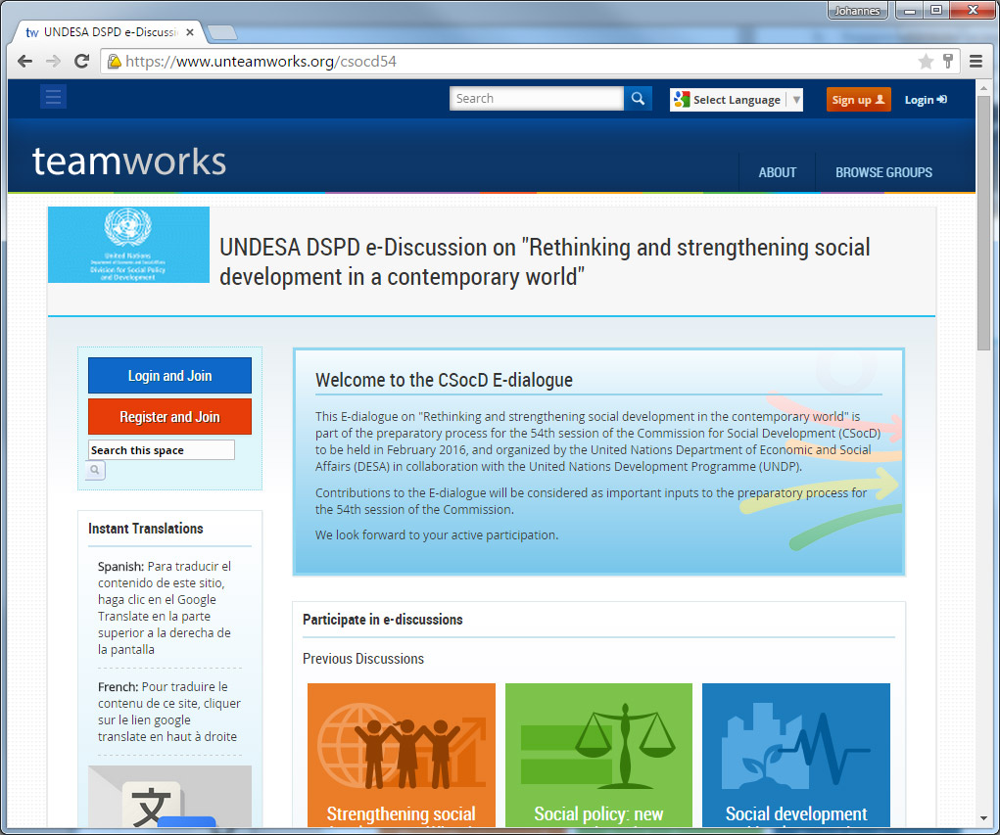 Johannes
tw UNDESA DSPD e-Discussi
https://www.unteamworks.org/csocd54
Search
Select Language
Sign up
Login
teamworks
ABOUT
BROWSE GROUPS
United Nations
Department of Economic and Social Affairs
Division for Social Policy
and Development
UNDESA DSPD e-Discussion on "Rethinking and strengthening social
development in a contemporary world"
Login and Join
Register and Join
Search this space
Instant Translations
Spanish: Para traducir el
contenido de este sitio,
haga clic en el Google
Translate en la parte
superior a la derecha de
la pantalla
French: Pour traduire le
contenu de ce site, cliquer
sur le lien google
translate en haut à droite
文
Welcome to the CSocD E-dialogue
This E-dialogue on "Rethinking and strengthening social development in the contemporary world" is
part of the preparatory process for the 54th session of the Commission for Social Development (CSocD)
to be held in February 2016, and organized by the United Nations Department of Economic and Social
Affairs (DESA) in collaboration with the United Nations Development Programme (UNDP).
Contributions to the E-dialogue will be considered as important inputs to the preparatory process for
the 54th session of the Commission.
We look forward to your active participation.
Participate in e-discussions
Previous Discussions
Strengthening social
Social policy: new
Social development